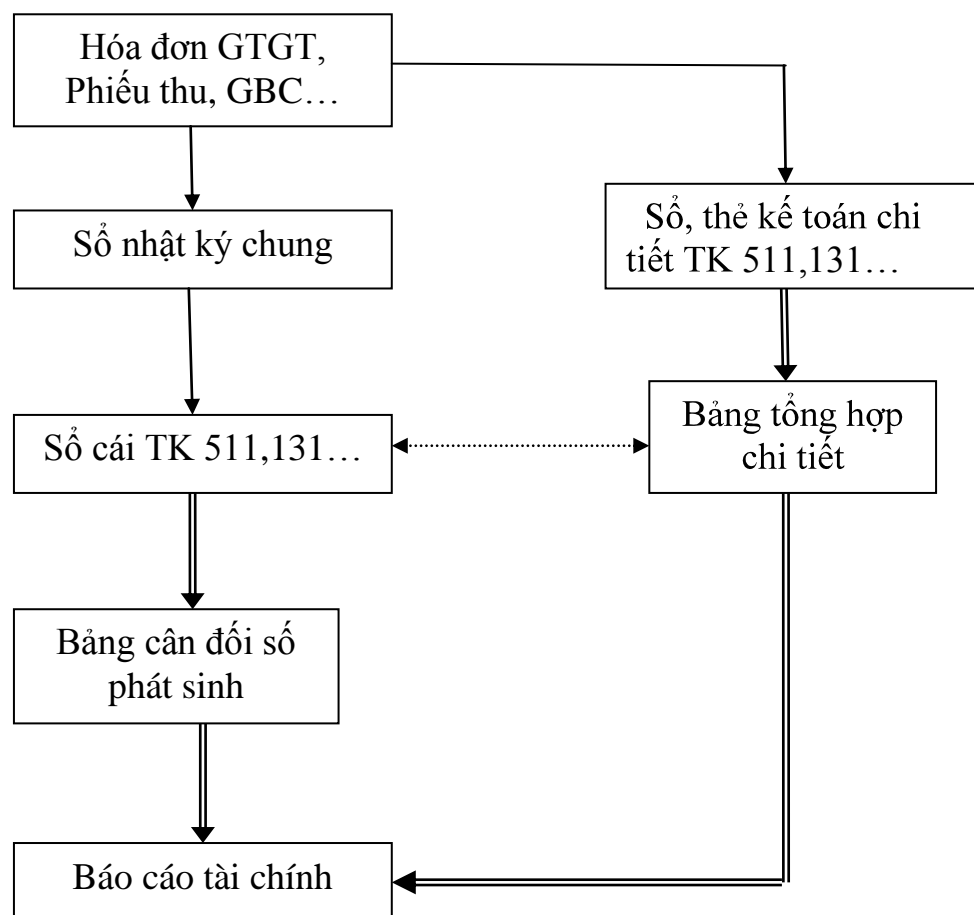 Hóa đơn GTGT,
Phiếu thu, GBC…
Sổ nhật ký chung
Sổ, thẻ kế toán chi
tiết TK 511,131…
Sổ cái TK 511,131…
Bảng tổng hợp
chi tiết
Bảng cân đối số
phát sinh
Báo cáo tài chính